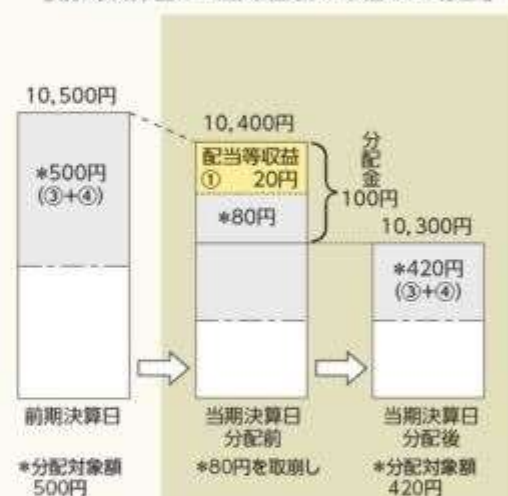 10,500円
*500円
(③+④)
前期決算日
*分配対象額
500円
10,400円
配当等収益
① 20円
*80円
分配金
100円
当期決算日
分配前
*80円を取崩し
10,300円
*420円
(③+④)
当期決算日
分配後
*分配対象額
420円